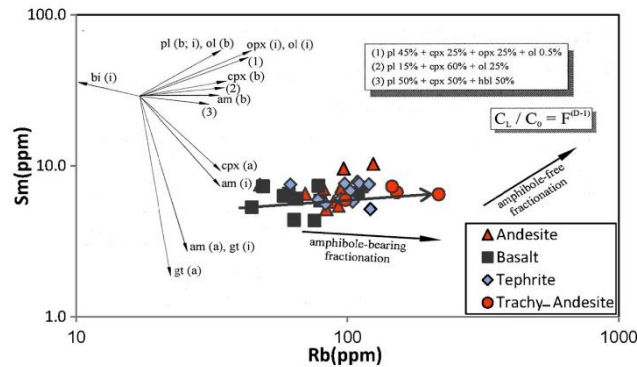 100.0
10.0
1.0
Sm(ppm)
10
100
1000
Rb(ppm)
pl (b; i), ol (b)
opx (i), ol (i)
(1)
bi (i)
cpx (b)
(2)
am (b)
(3)
cpx (a)
am (i)
am (a), gt (i)
gt (a)
(1) pl 45% + cpx 25% + opx 25% + ol 0.5%
(2) pl 15% + cpx 60% + ol 25%
(3) pl 50% + cpx 50% + hbl 50%
C_L / C_0 = F^(D-1)
amphibole-free
fractionation
amphibole-bearing
fractionation
Andesite
Basalt
Tephrite
Trachy_Andesite